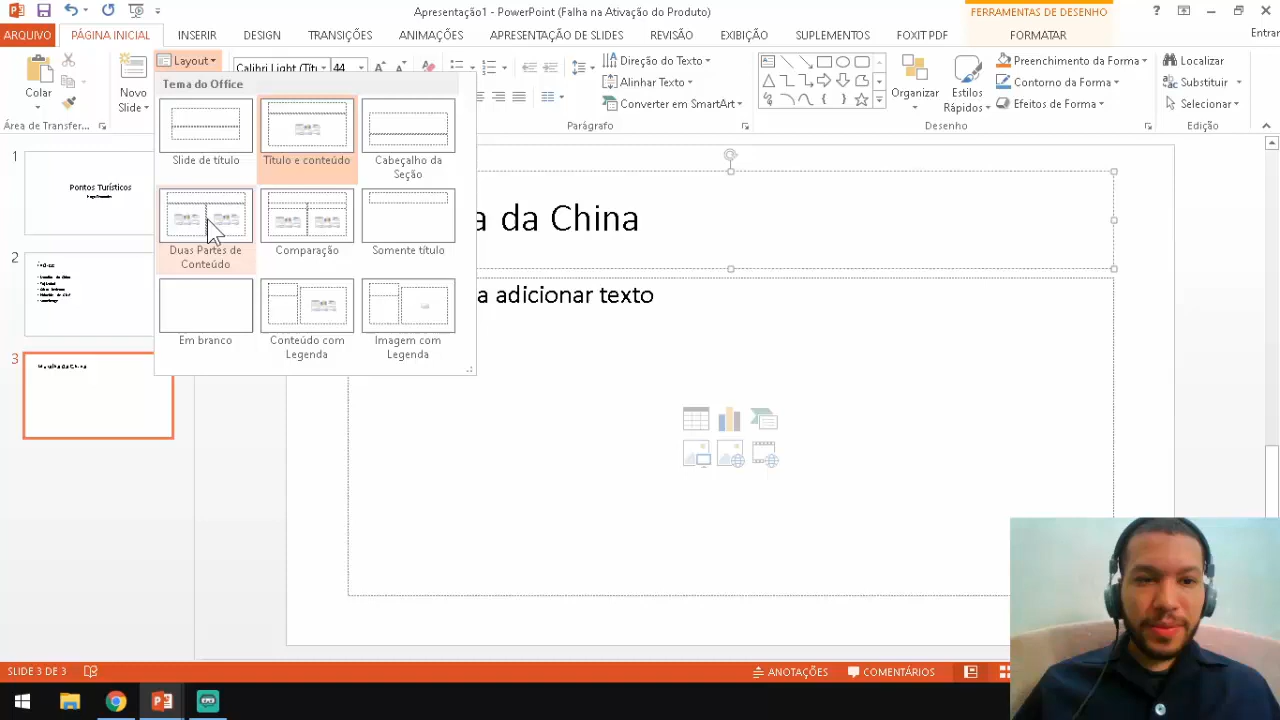 Apresentação1 - PowerPoint (Falha na Ativação do Produto)
FERRAMENTAS DE DESENHO
?
ARQUIVO
PÁGINA INICIAL
INSERIR
DESIGN
TRANSIÇÕES
ANIMAÇÕES
APRESENTAÇÃO DE SLIDES
REVISÃO
EXIBIÇÃO
SUPLEMENTOS
FOXIT PDF
FORMATAR
Entrar
Colar
Novo
Slide
Layout
Calibri Light (Tít
44
Direção do Texto
Alinhar Texto
Converter em SmartArt
Organizar
Estilos
Rápidos
Preenchimento da Forma
Contorno da Forma
Efeitos de Forma
Localizar
Substituir
Selecionar
Área de Transfer...
Parágrafo
Desenho
Edição
Tema do Office
Slide de título
Título e conteúdo
Cabeçalho da
Seção
Duas Partes de
Conteúdo
Comparação
Somente título
Em branco
Conteúdo com
Legenda
Imagem com
Legenda
1
Pontos Turísticos
2
3
a da China
a adicionar texto
SLIDE 3 DE 3
ANOTAÇÕES
COMENTÁRIOS